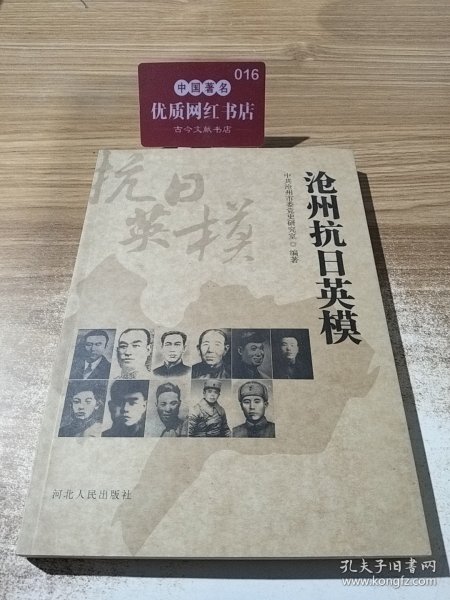 016
中国著名
优质网红书店
古今文献书店
抗日
英模
沧州抗日英模
中共沧州市委党史研究室 ◎ 编著
河北人民出版社
孔夫子旧书网
www.kongfz.com